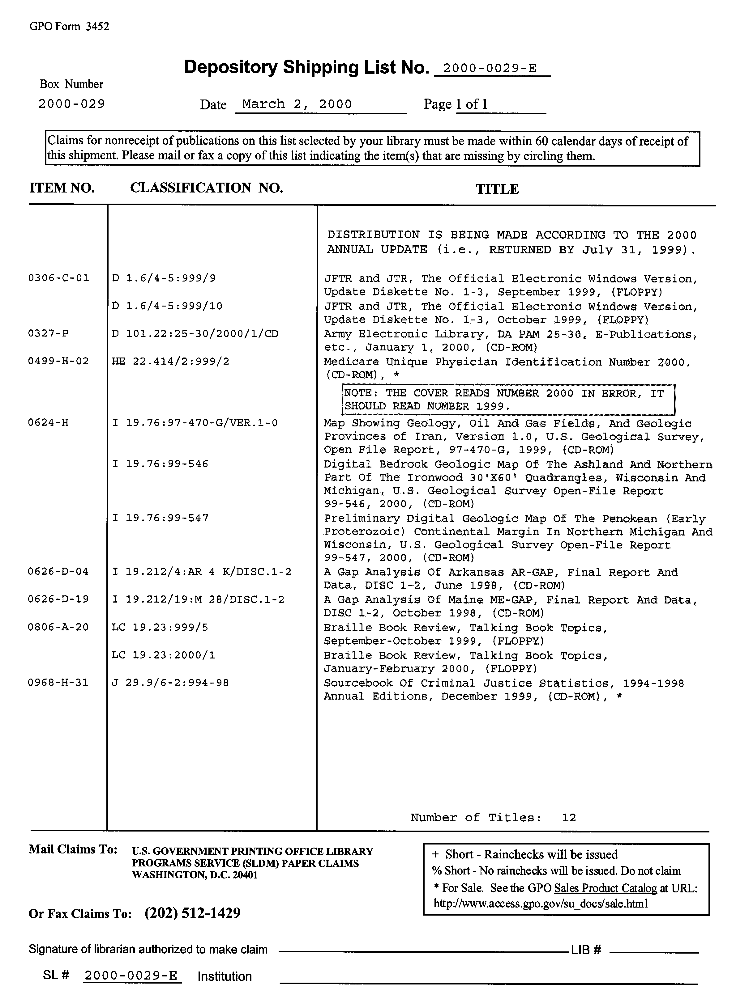 GPO Form 3452
Depository Shipping List No. 2000-0029-E
Box Number
2000-029 Date March 2, 2000 Page 1 of 1
Claims for nonreceipt of publications on this list selected by your library must be made within 60 calendar days of receipt of
this shipment. Please mail or fax a copy of this list indicating the item(s) that are missing by circling them.
ITEM NO. CLASSIFICATION NO. TITLE
DISTRIBUTION IS BEING MADE ACCORDING TO THE 2000
ANNUAL UPDATE (i.e., RETURNED BY July 31, 1999).
0306-C-01 D 1.6/4-5:999/9 JFTR and JTR, The Official Electronic Windows Version,
Update Diskette No. 1-3, September 1999, (FLOPPY)
D 1.6/4-5:999/10 JFTR and JTR, The Official Electronic Windows Version,
Update Diskette No. 1-3, October 1999, (FLOPPY)
0327-P D 101.22:25-30/2000/1/CD Army Electronic Library, DA PAM 25-30, E-Publications,
etc., January 1, 2000, (CD-ROM)
0499-H-02 HE 22.414/2:999/2 Medicare Unique Physician Identification Number 2000,
(CD-ROM), *
NOTE: THE COVER READS NUMBER 2000 IN ERROR, IT
SHOULD READ NUMBER 1999.
0624-H I 19.76:97-470-G/VER.1-0 Map Showing Geology, Oil And Gas Fields, And Geologic
Provinces of Iran, Version 1.0, U.S. Geological Survey,
Open File Report, 97-470-G, 1999, (CD-ROM)
I 19.76:99-546 Digital Bedrock Geologic Map Of The Ashland And Northern
Part Of The Ironwood 30'X60' Quadrangles, Wisconsin And
Michigan, U.S. Geological Survey Open-File Report
99-546, 2000, (CD-ROM)
I 19.76:99-547 Preliminary Digital Geologic Map Of The Penokean (Early
Proterozoic) Continental Margin In Northern Michigan And
Wisconsin, U.S. Geological Survey Open-File Report
99-547, 2000, (CD-ROM)
0626-D-04 I 19.212/4:AR 4 K/DISC.1-2 A Gap Analysis Of Arkansas AR-GAP, Final Report And
Data, DISC 1-2, June 1998, (CD-ROM)
0626-D-19 I 19.212/19:M 28/DISC.1-2 A Gap Analysis Of Maine ME-GAP, Final Report And Data,
DISC 1-2, October 1998, (CD-ROM)
0806-A-20 LC 19.23:999/5 Braille Book Review, Talking Book Topics,
September-October 1999, (FLOPPY)
LC 19.23:2000/1 Braille Book Review, Talking Book Topics,
January-February 2000, (FLOPPY)
0968-H-31 J 29.9/6-2:994-98 Sourcebook Of Criminal Justice Statistics, 1994-1998
Annual Editions, December 1999, (CD-ROM), *
Number of Titles: 12
Mail Claims To: U.S. GOVERNMENT PRINTING OFFICE LIBRARY
PROGRAMS SERVICE (SLDM) PAPER CLAIMS
WASHINGTON, D.C. 20401
Or Fax Claims To: (202) 512-1429
+ Short - Rainchecks will be issued
% Short - No rainchecks will be issued. Do not claim
* For Sale. See the GPO Sales Product Catalog at URL:
http://www.access.gpo.gov/su_docs/sale.html
Signature of librarian authorized to make claim LIB #
SL # 2000-0029-E Institution